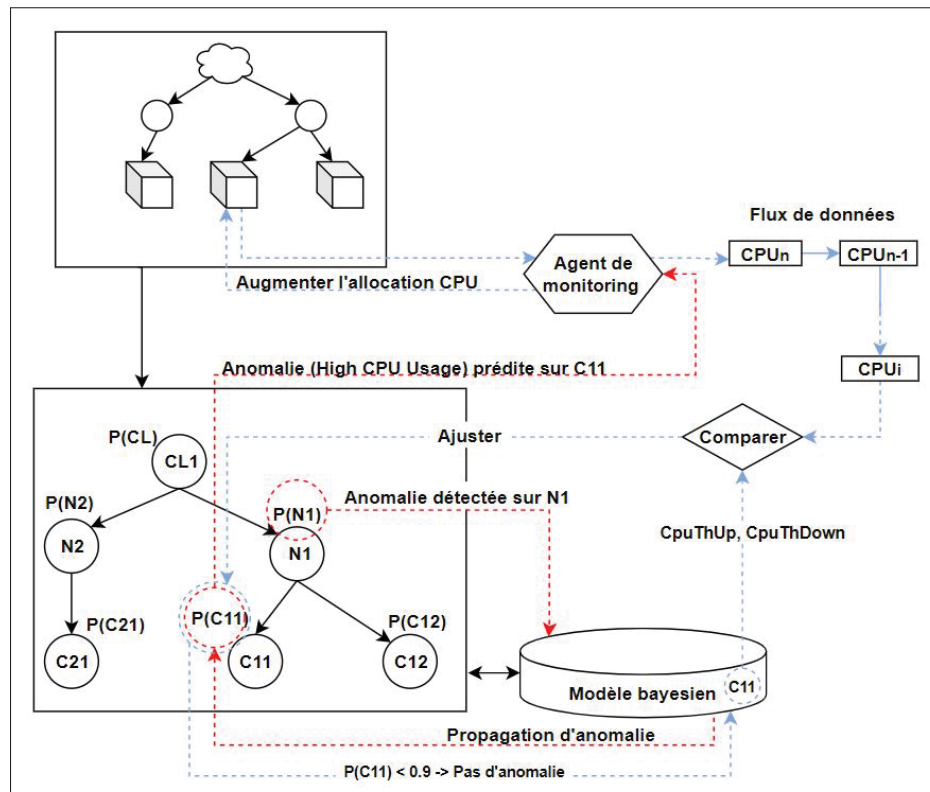 Flux de données
CPUn
CPUn-1
Agent de
monitoring
Augmenter l'allocation CPU
CPUi
Anomalie (High CPU Usage) prédite sur C11
Comparer
Ajuster
P(CL)
CL1
Anomalie détectée sur N1
P(N2)
P(N1)
N2
N1
CpuThUp, CpuThDown
P(C21)
P(C11)
P(C12)
C21
C11
C12
Modèle bayesien
C11
Propagation d'anomalie
P(C11) < 0.9 -> Pas d'anomalie